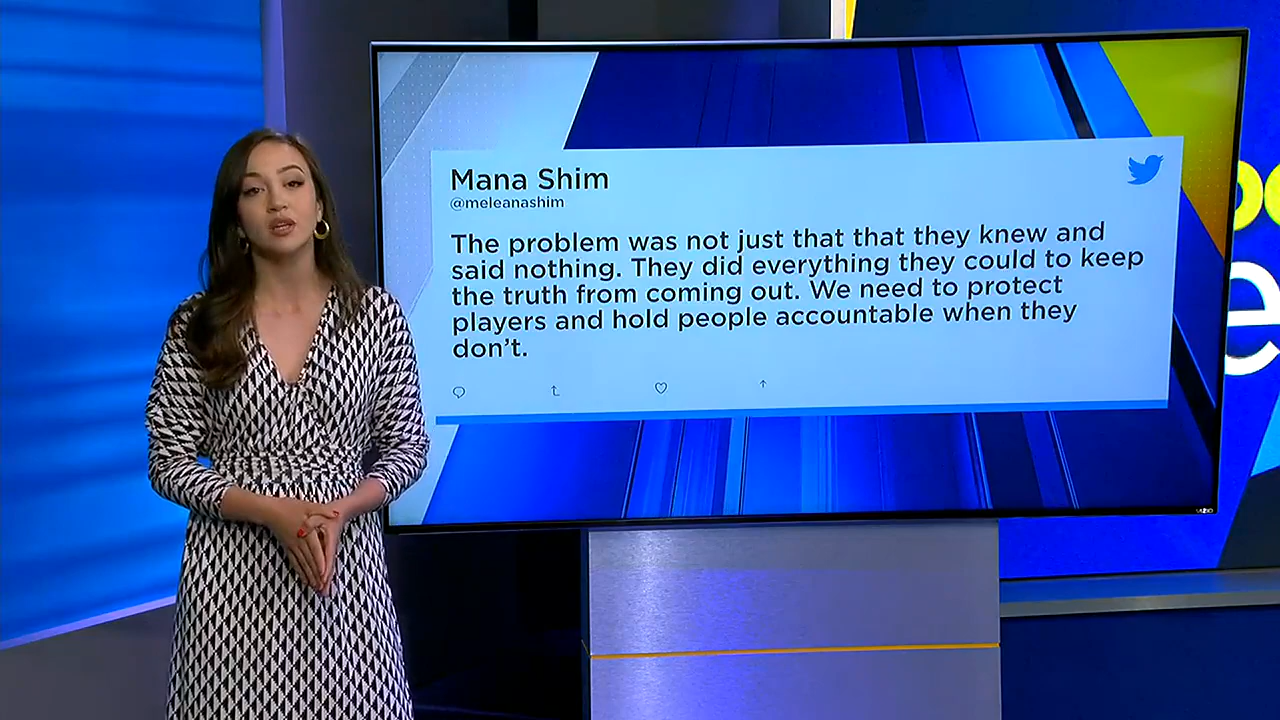 Mana Shim
@meleanashim
The problem was not just that that they knew and
said nothing. They did everything they could to keep
the truth from coming out. We need to protect
players and hold people accountable when they
don't.
VIZIO